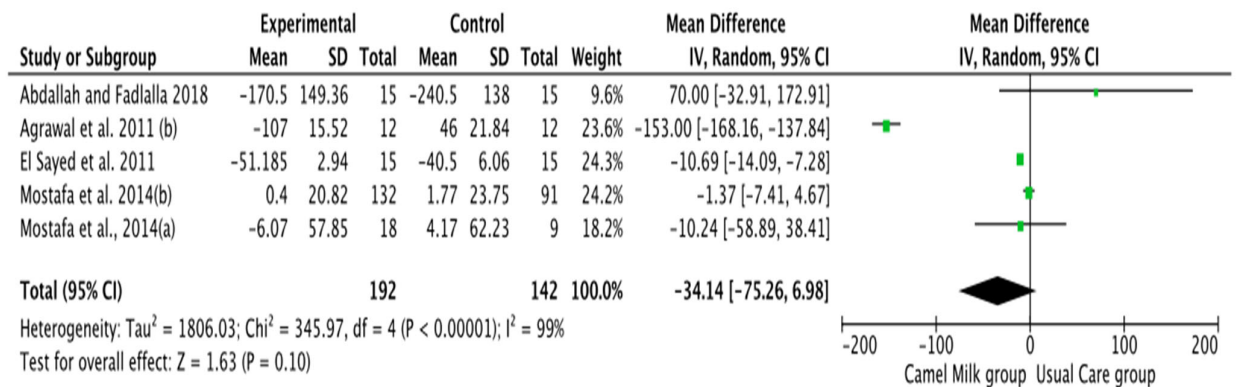 Experimental Control Mean Difference Mean Difference
Study or Subgroup Mean SD Total Mean SD Total Weight IV, Random, 95% CI IV, Random, 95% CI
Abdallah and Fadlalla 2018 −170.5 149.36 15 −240.5 138 15 9.6% 70.00 [−32.91, 172.91]
Agrawal et al. 2011 (b) −107 15.52 12 46 21.84 12 23.6% −153.00 [−168.16, −137.84]
El Sayed et al. 2011 −51.185 2.94 15 −40.5 6.06 15 24.3% −10.69 [−14.09, −7.28]
Mostafa et al. 2014(b) 0.4 20.82 132 1.77 23.75 91 24.2% −1.37 [−7.41, 4.67]
Mostafa et al., 2014(a) −6.07 57.85 18 4.17 62.23 9 18.2% −10.24 [−58.89, 38.41]
Total (95% CI) 192 142 100.0% −34.14 [−75.26, 6.98]
Heterogeneity: Tau² = 1806.03; Chi² = 345.97, df = 4 (P < 0.00001); I² = 99%
Test for overall effect: Z = 1.63 (P = 0.10)
−200 −100 0 100 200
Camel Milk group Usual Care group